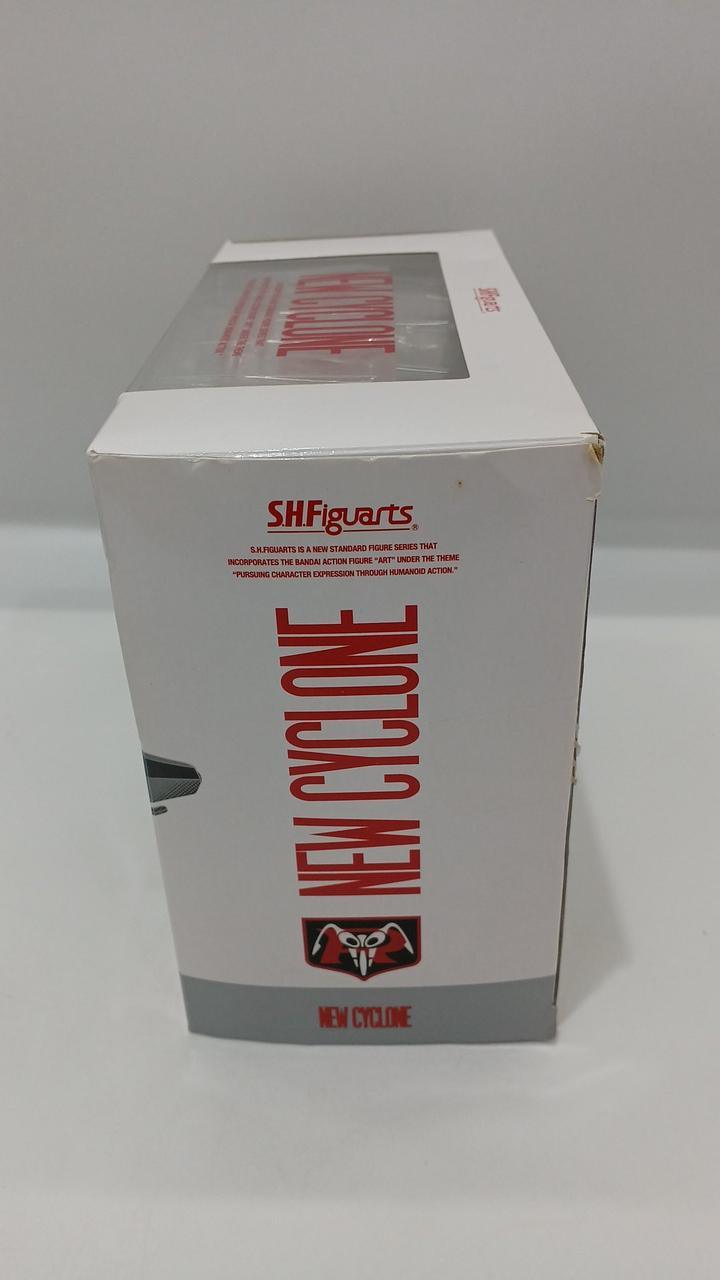 S.H.Figuarts
NEW CYCLONE
S.H.Figuarts®
S.H.FIGUARTS IS A NEW STANDARD FIGURE SERIES THAT
INCORPORATES THE BANDAI ACTION FIGURE "ART" UNDER THE THEME
"PURSUING CHARACTER EXPRESSION THROUGH HUMANOID ACTION."
NEW CYCLONE
NEW CYCLONE